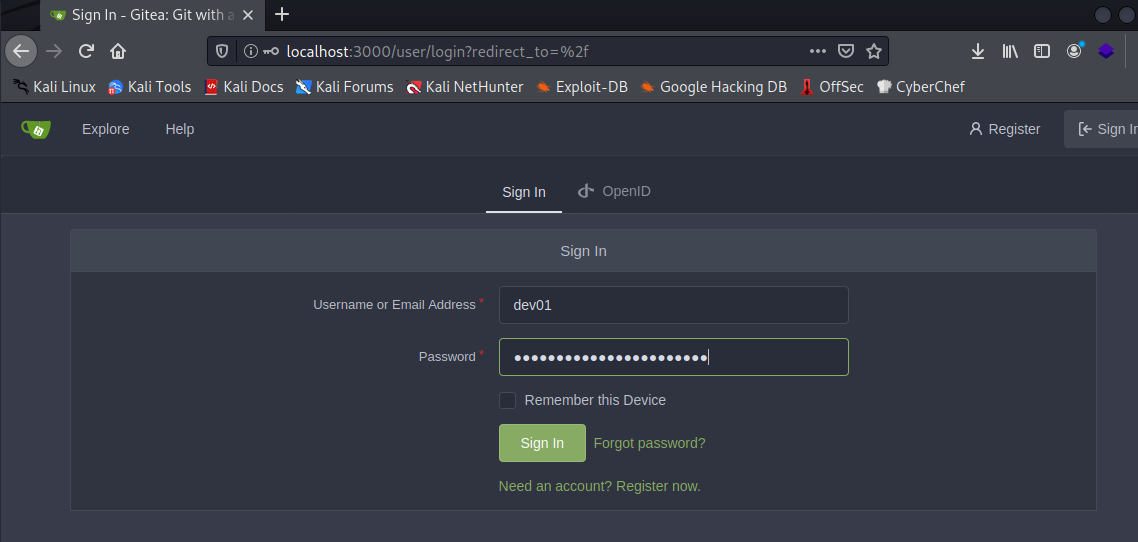 Sign In - Gitea: Git with a
localhost:3000/user/login?redirect_to=%2f
Kali Linux Kali Tools Kali Docs Kali Forums Kali NetHunter Exploit-DB Google Hacking DB OffSec CyberChef
Explore Help Register Sign In
Sign In OpenID
Sign In
Username or Email Address *
dev01
Password *
●●●●●●●●●●●●●●●●●●●●●●●
Remember this Device
Sign In Forgot password?
Need an account? Register now.